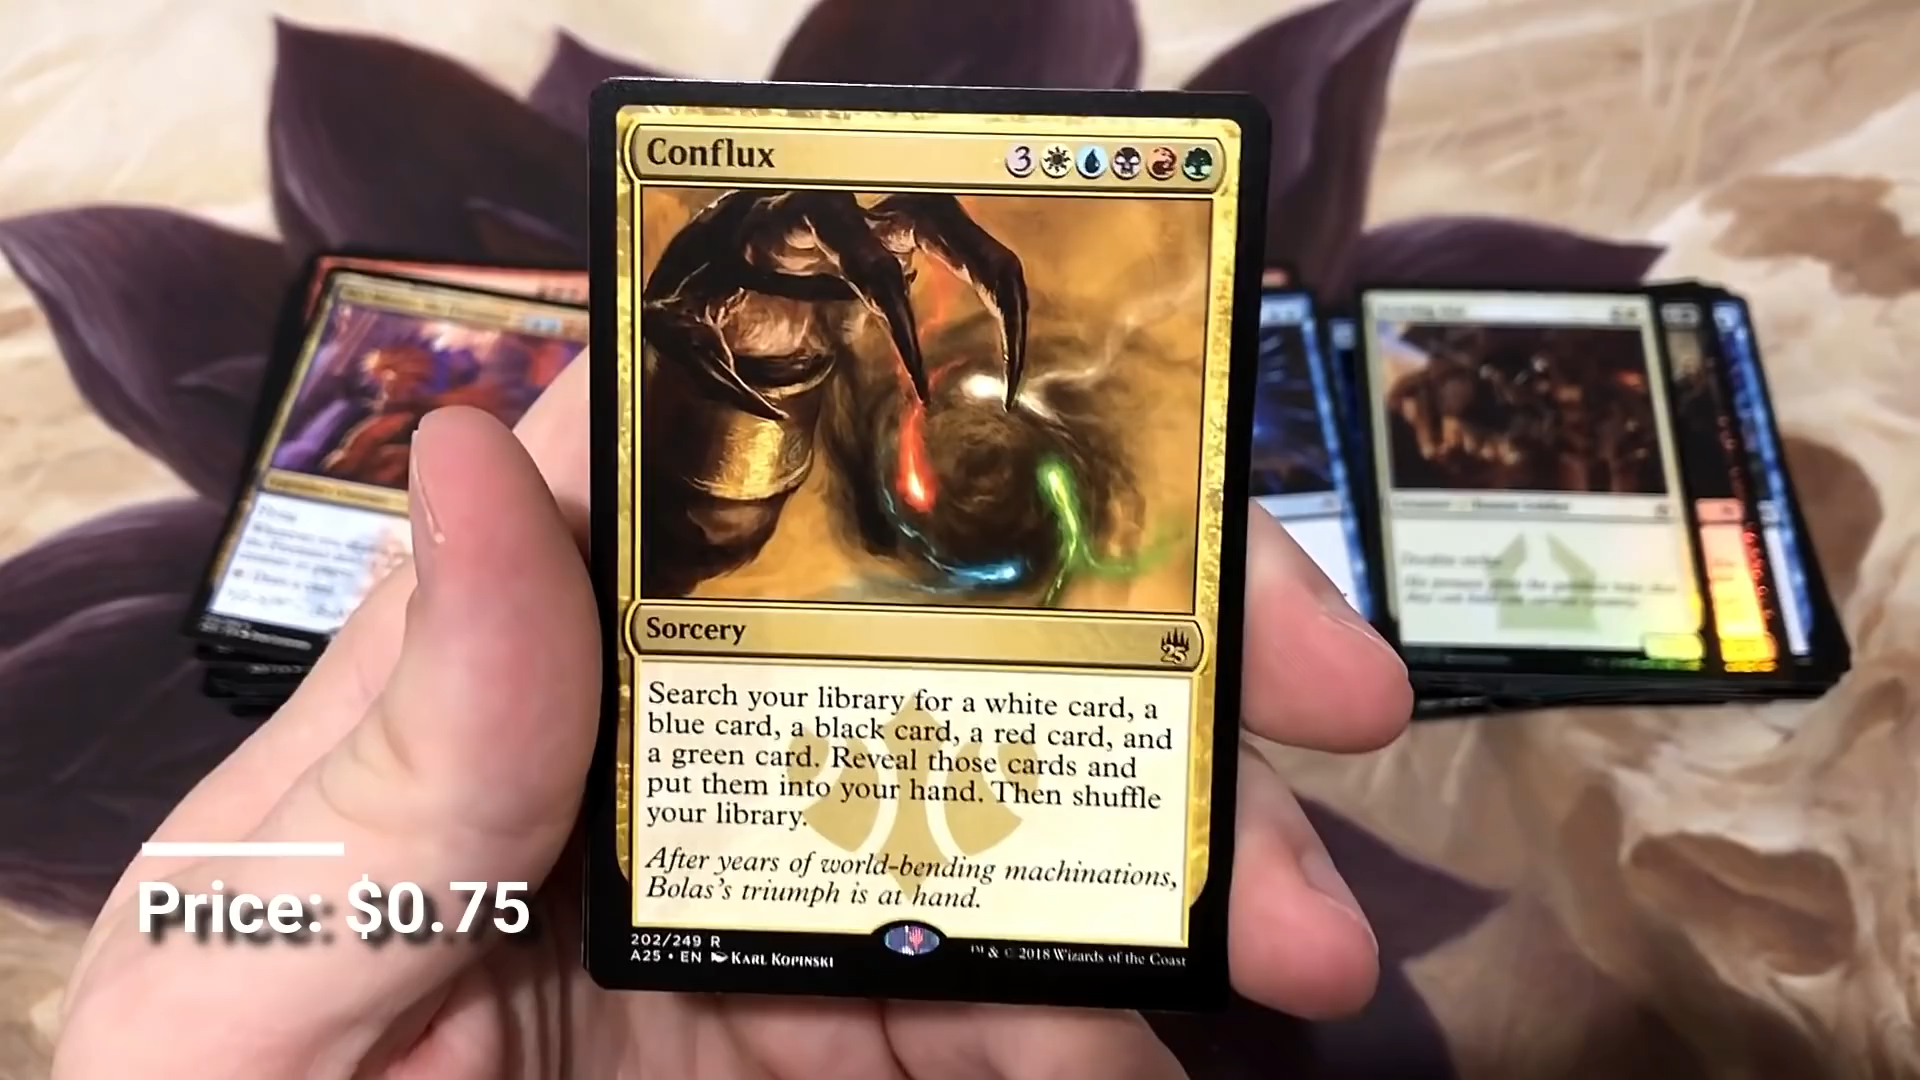 Conflux
3
Sorcery
25
Search your library for a white card, a
blue card, a black card, a red card, and
a green card. Reveal those cards and
put them into your hand. Then shuffle
your library.
After years of world-bending machinations,
Bolas's triumph is at hand.
202/249 R
A25 • EN KARL KOPINSKI
™ & © 2018 Wizards of the Coast
Price: $0.75